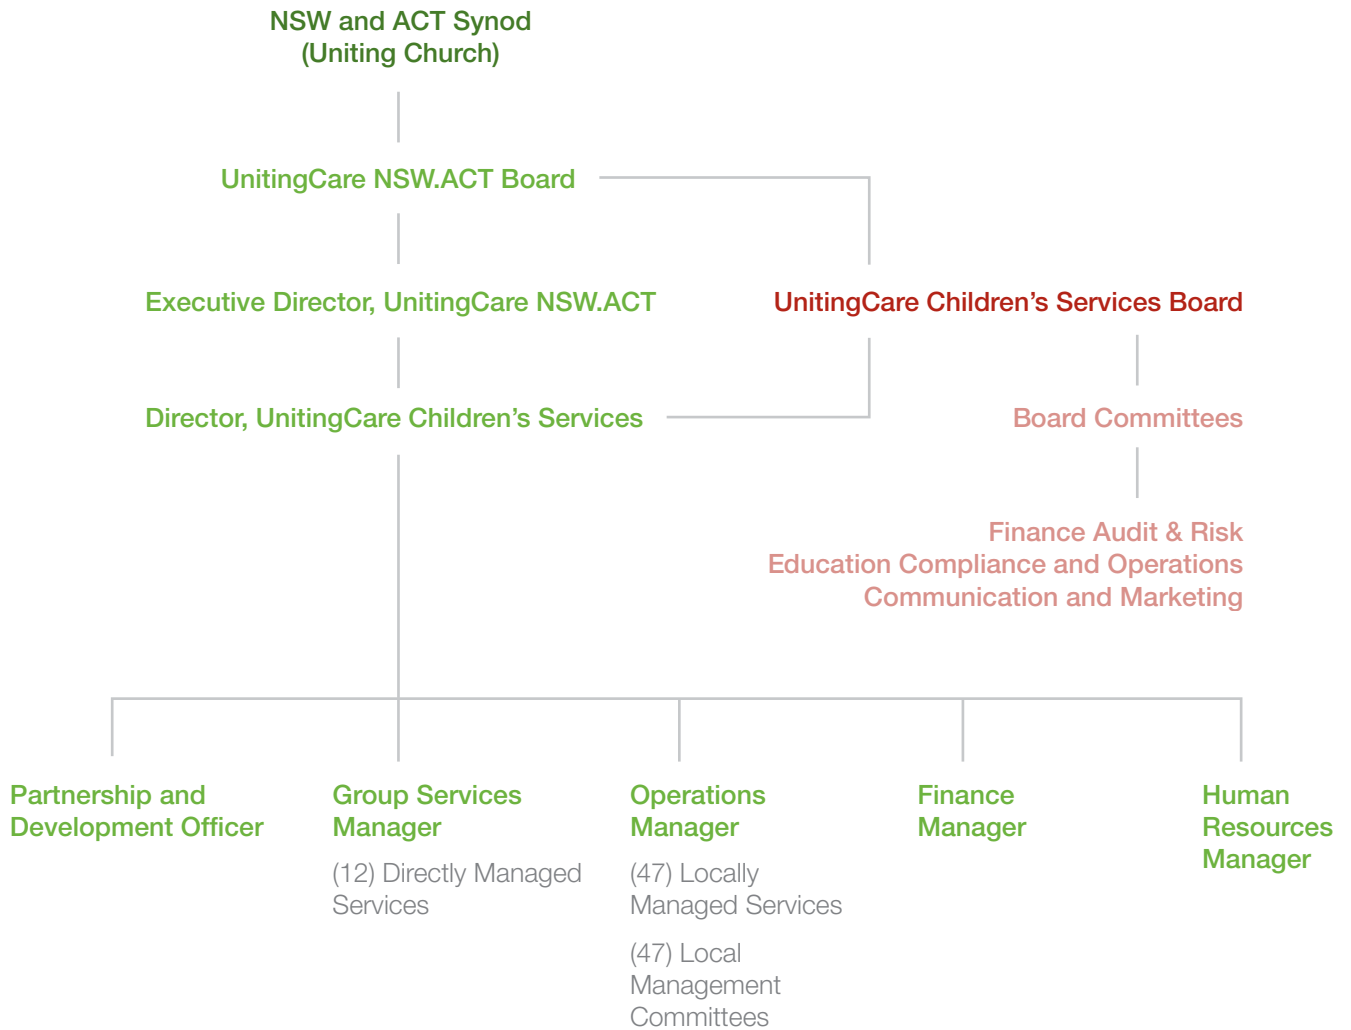 NSW and ACT Synod
(Uniting Church)
UnitingCare NSW.ACT Board
Executive Director, UnitingCare NSW.ACT
UnitingCare Children’s Services Board
Director, UnitingCare Children’s Services
Board Committees
Finance Audit & Risk
Education Compliance and Operations
Communication and Marketing
Partnership and
Development Officer
Group Services
Manager
(12) Directly Managed
Services
Operations
Manager
(47) Locally
Managed Services
(47) Local
Management
Committees
Finance
Manager
Human
Resources
Manager